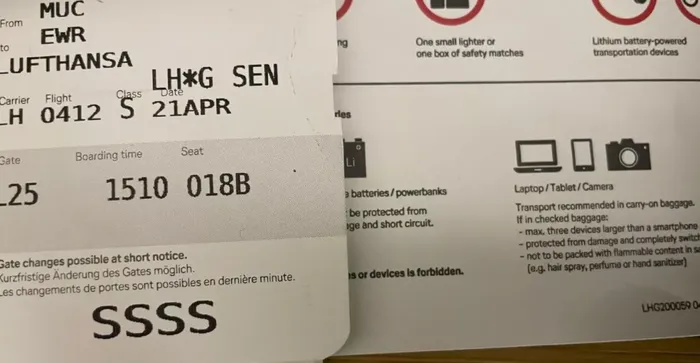 From
MUC
to
EWR
LUFTHANSA
LH*G SEN
Carrier Flight Class Date
LH 0412 S 21APR
Gate Boarding time Seat
L25 1510 018B
Gate changes possible at short notice.
Kurzfristige Änderung des Gates möglich.
Les changements de portes sont possibles en dernière minute.
SSSS
One small lighter or
one box of safety matches
Lithium battery-powered
transportation devices
Li
batteries/powerbanks
be protected from
and short circuit.
or devices is forbidden.
Laptop/Tablet/Camera
Transport recommended in carry-on baggage.
If in checked baggage:
- max. three devices larger than a smartphone
- protected from damage and completely
- not to be packed with flammable content in
(e.g. hair spray, perfume or hand sanitizer)
LHG200059